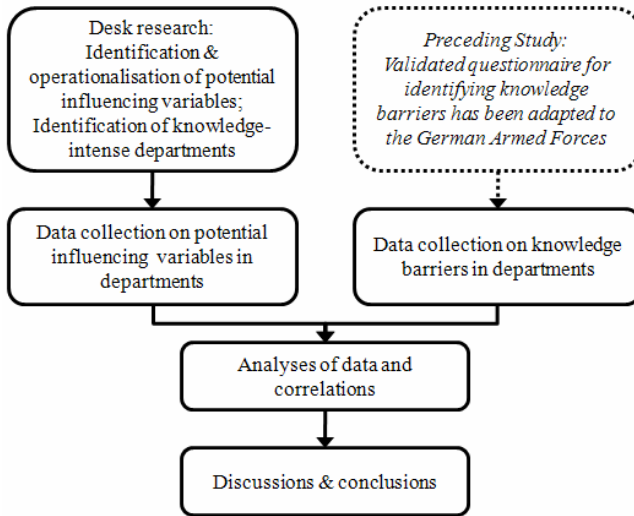 Desk research:
Identification &
operationalisation of potential
influencing variables;
Identification of knowledge-
intense departments
Preceding Study:
Validated questionnaire for
identifying knowledge
barriers has been adapted to
the German Armed Forces
Data collection on potential
influencing variables in
departments
Data collection on knowledge
barriers in departments
Analyses of data and
correlations
Discussions & conclusions